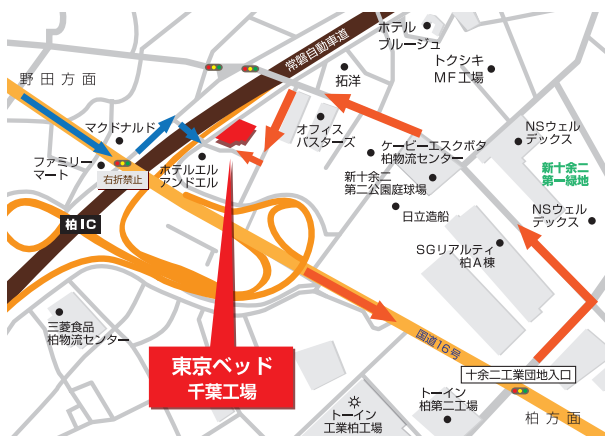 ホテル
ブルージュ
常磐自動車道
トクシキ
MF工場
野田方面
拓洋
マクドナルド
オフィス
バスターズ
NSウェル
デックス
ファミリー
マート
ホテルエル
アンドエル
ケービーエスクボタ
柏物流センター
右折禁止
新十余二
第二公園庭球場
新十余二
第一緑地
日立造船
NSウェル
デックス
柏IC
SGリアルティ
柏A棟
三菱食品
柏物流センター
国道16号
東京ベッド
千葉工場
十余二工業団地入口
トーイン
工業柏工場
トーイン
柏第二工場
柏方面